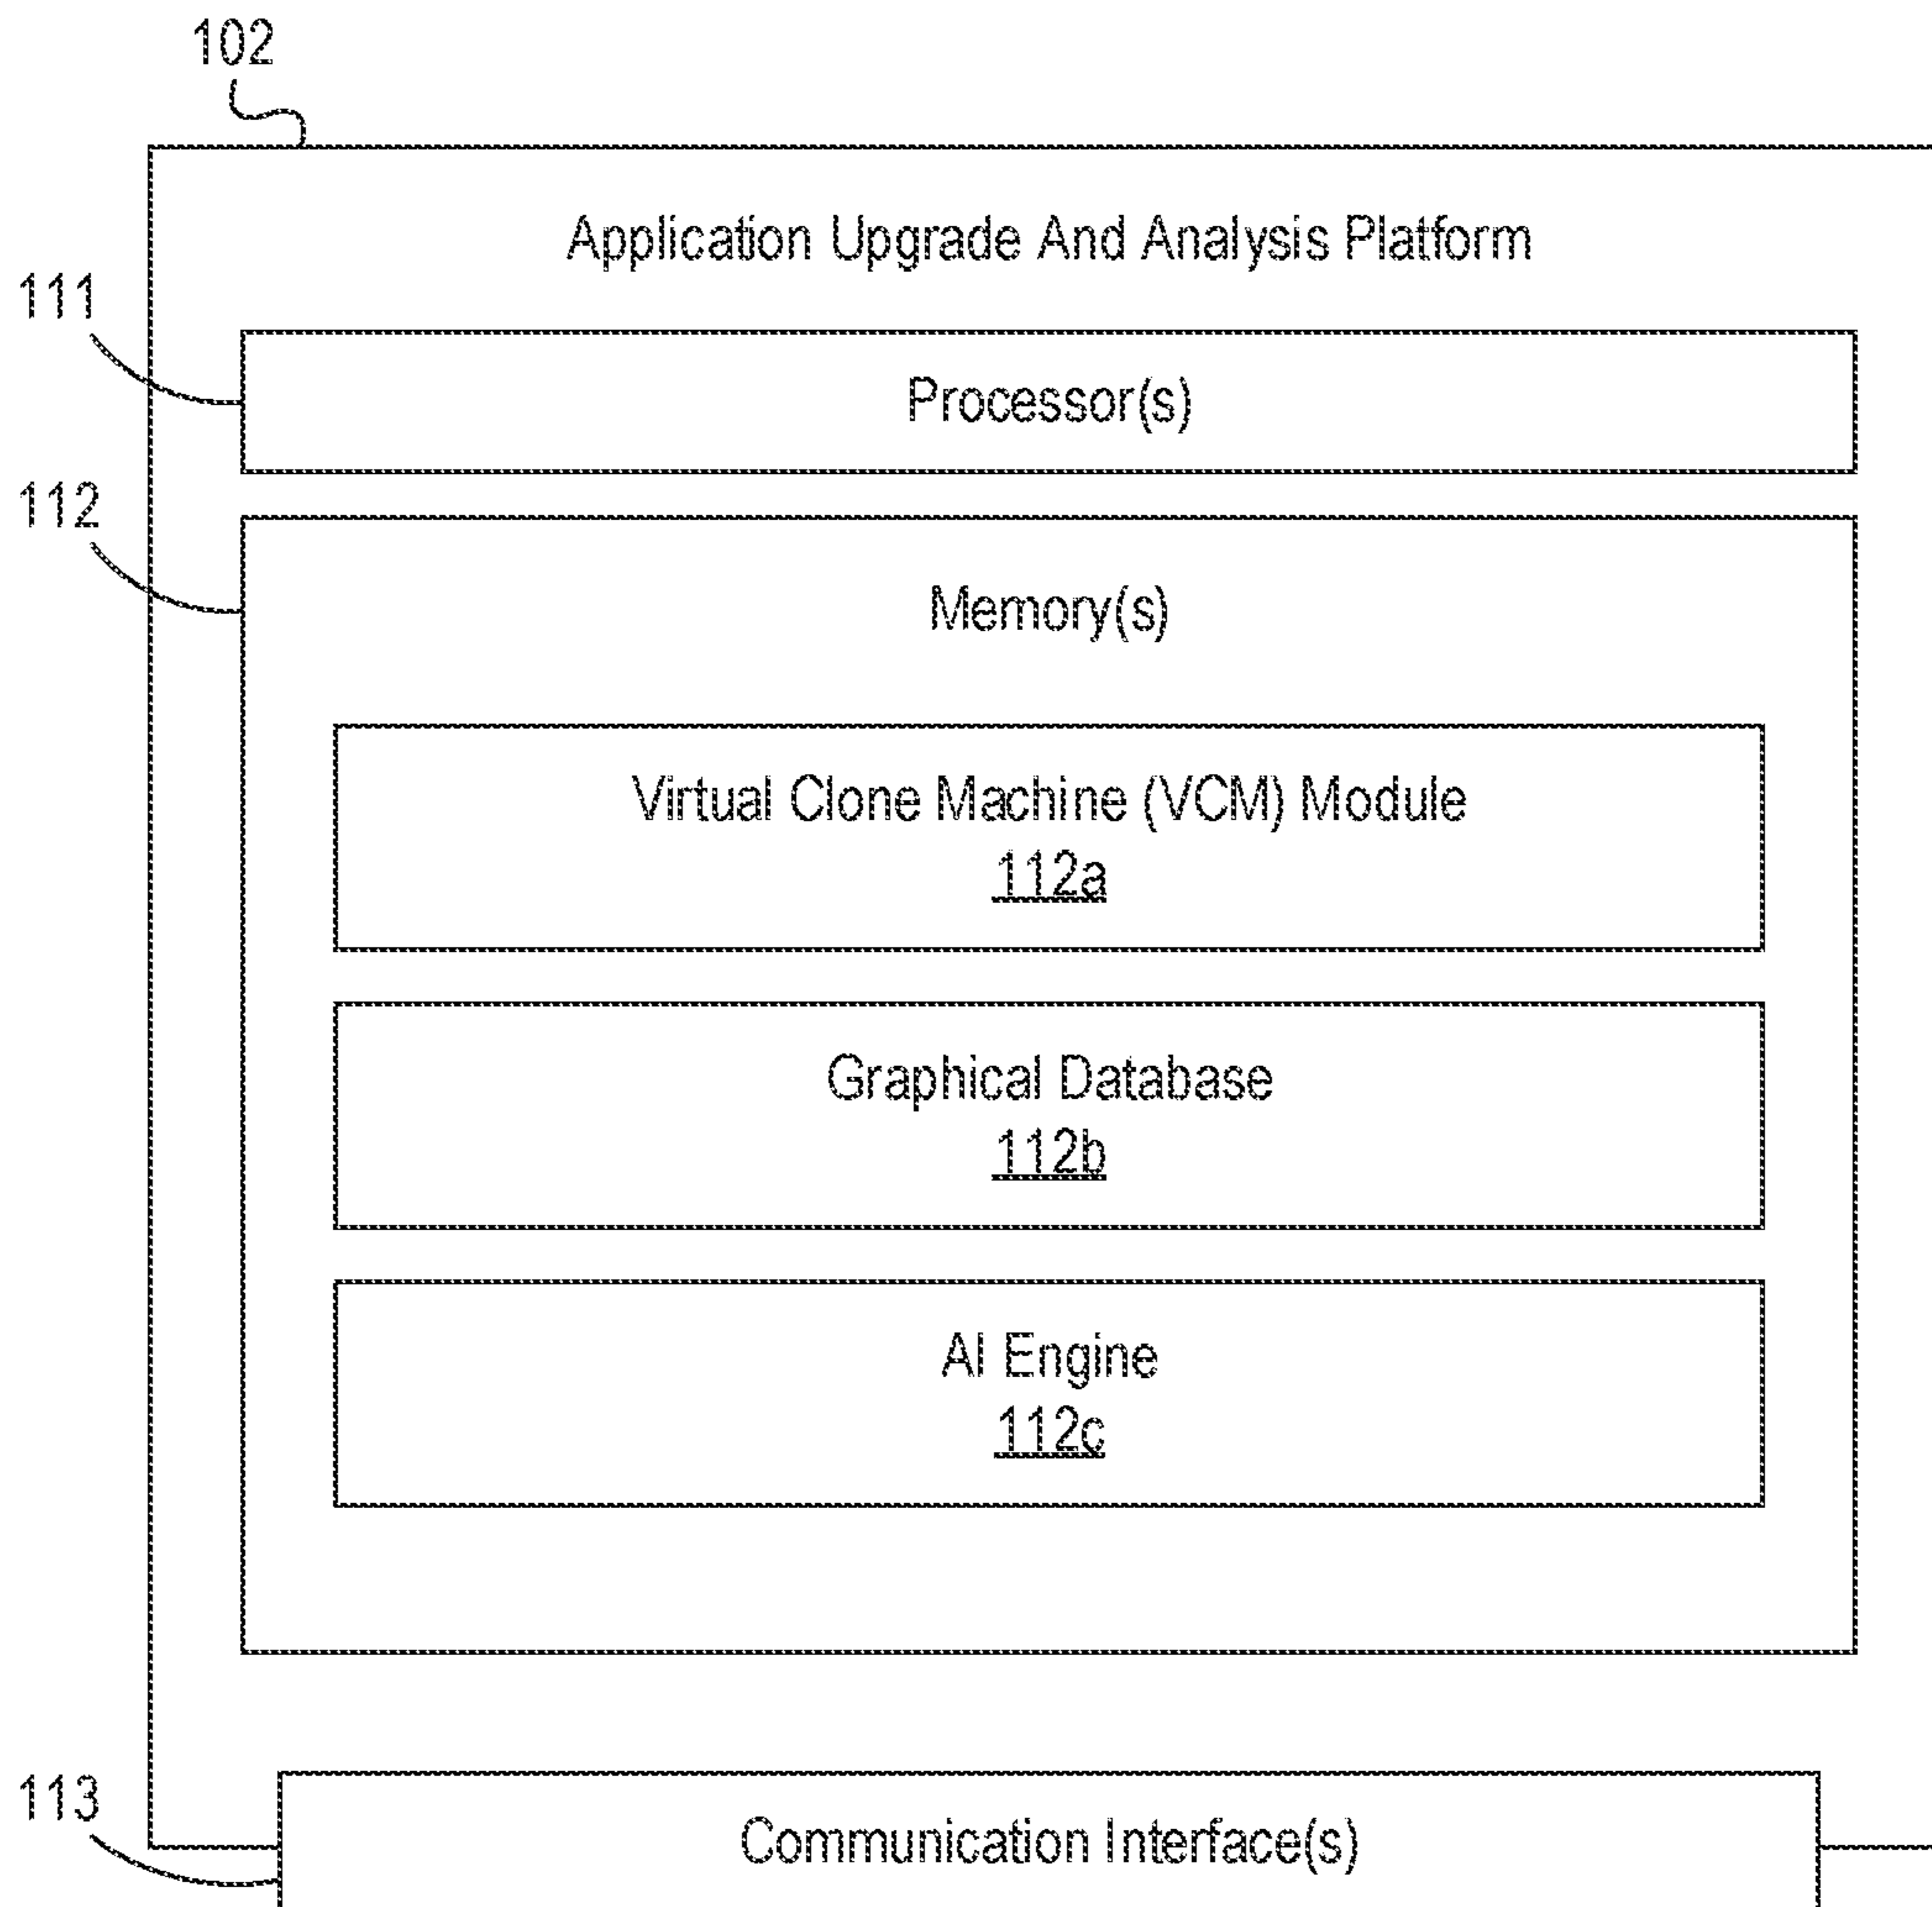 102
Application Upgrade And Analysis Platform
111
Processor(s)
112
Memory(s)
Virtual Clone Machine (VCM) Module
112a
Graphical Database
112b
AI Engine
112c
113
Communication Interface(s)